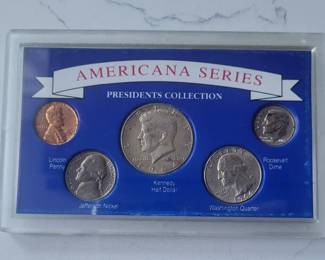 AMERICANA SERIES
PRESIDENTS COLLECTION
Lincoln
Penny
Roosevelt
Dime
Jefferson Nickel
Kennedy
Half Dollar
Washington Quarter